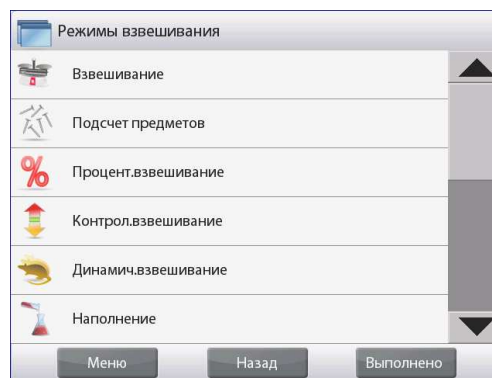 Режимы взвешивания
Взвешивание
Подсчет предметов
Процент.взвешивание
Контрол.взвешивание
Динамич.взвешивание
Наполнение
Меню Назад Выполнено